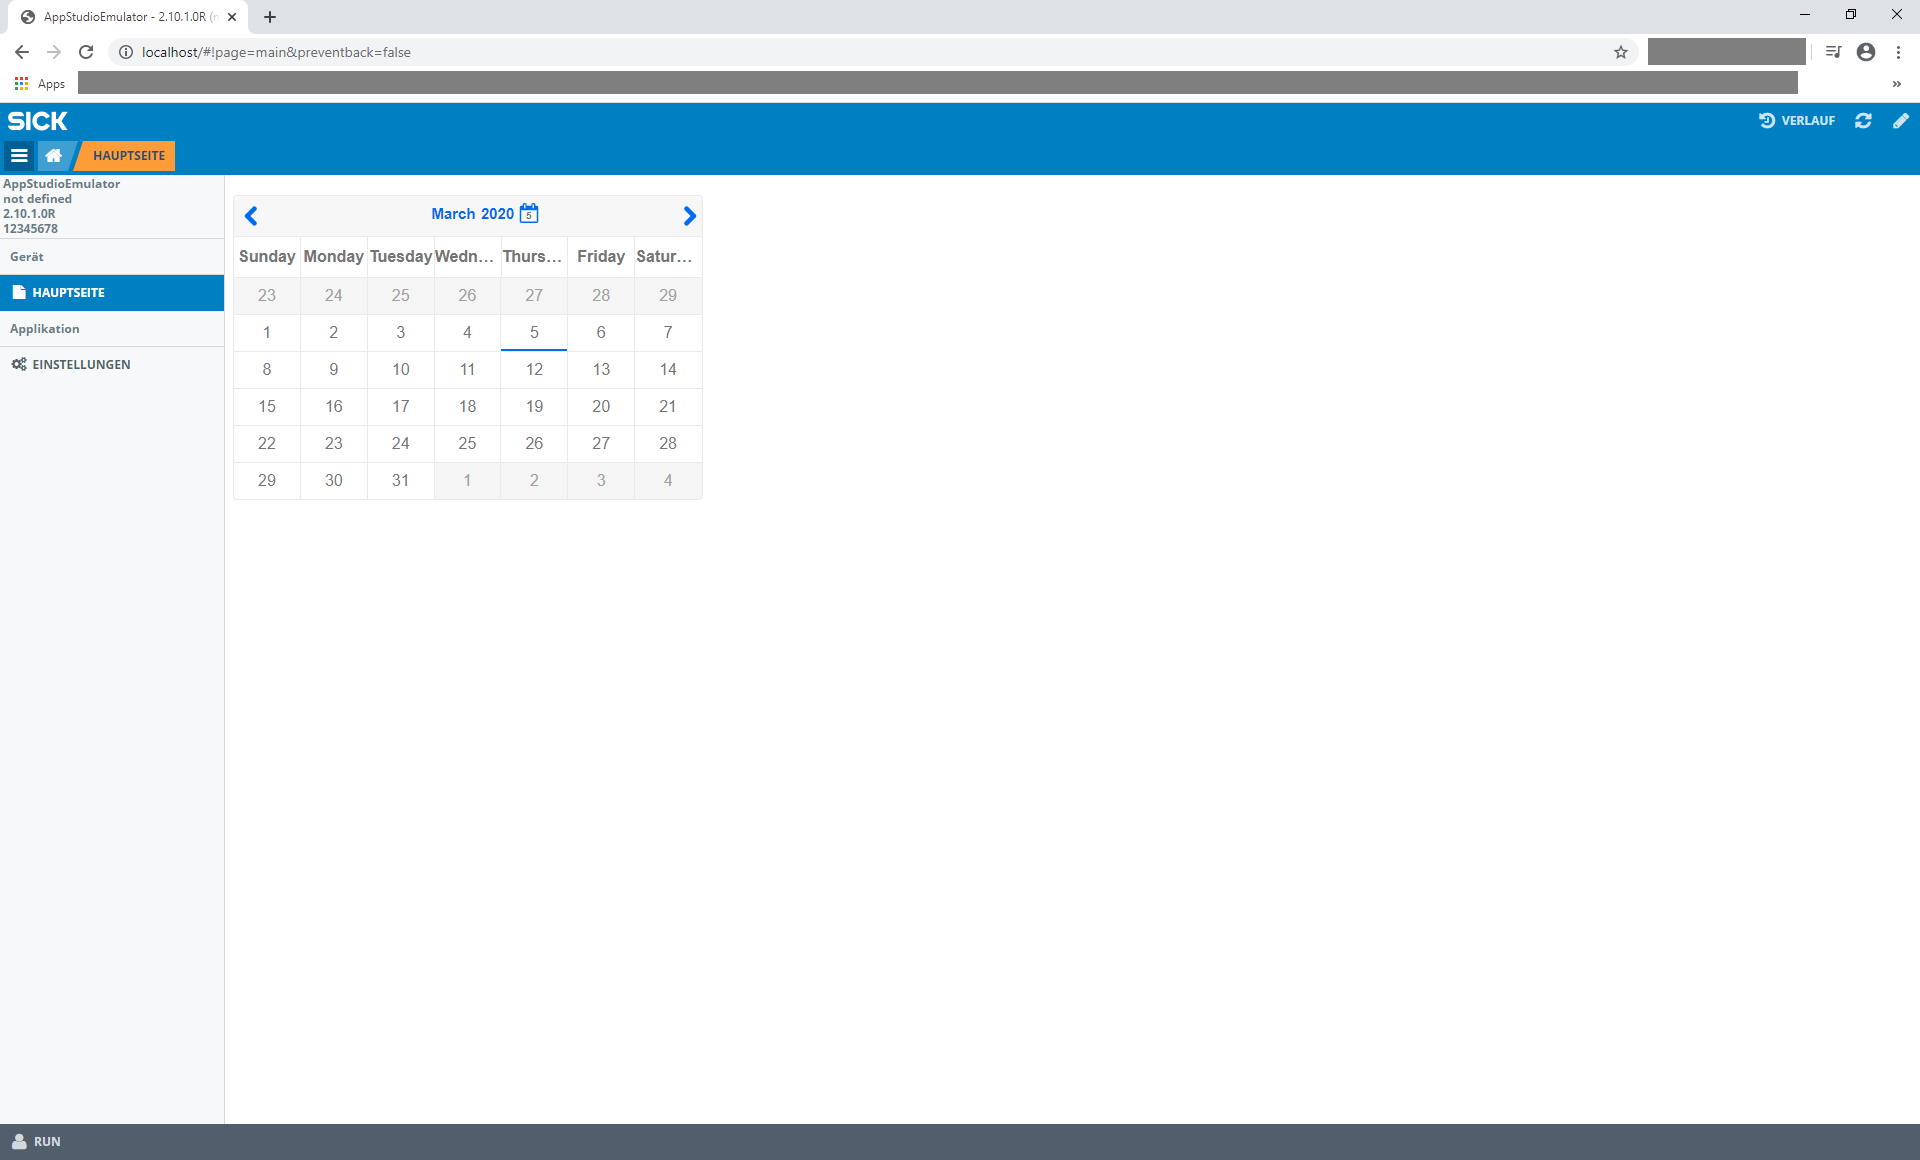 AppStudioEmulator - 2.10.1.0R (
localhost/#!page=main&preventback=false
Apps
SICK
VERLAUF
HAUPTSEITE
AppStudioEmulator
not defined
2.10.1.0R
12345678
Gerät
HAUPTSEITE
Applikation
EINSTELLUNGEN
March 2020 5
Sunday Monday Tuesday Wedn... Thurs... Friday Satur...
23 24 25 26 27 28 29
1 2 3 4 5 6 7
8 9 10 11 12 13 14
15 16 17 18 19 20 21
22 23 24 25 26 27 28
29 30 31 1 2 3 4
RUN